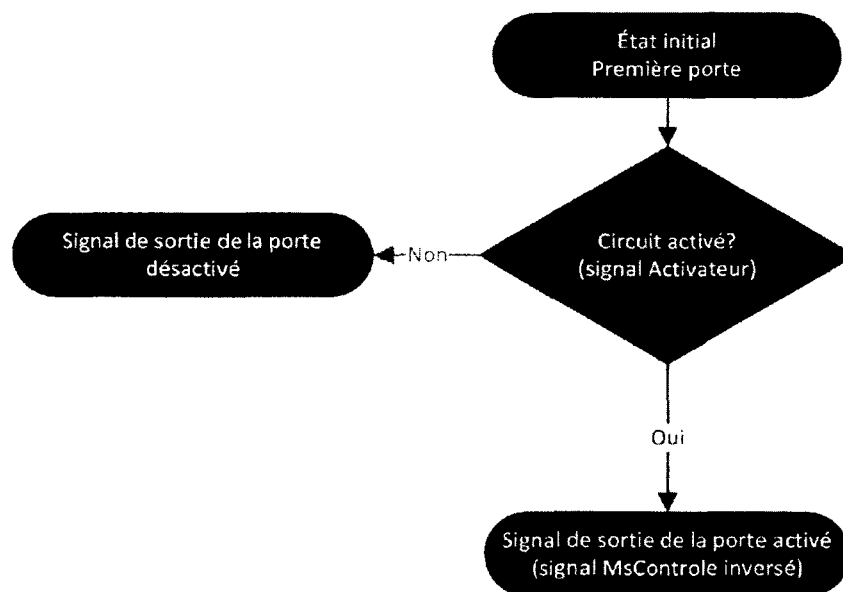 État initial
Première porte
Circuit activé?
(signal Activateur)
Non
Signal de sortie de la porte
désactivé
Oui
Signal de sortie de la porte activé
(signal MsControle inversé)